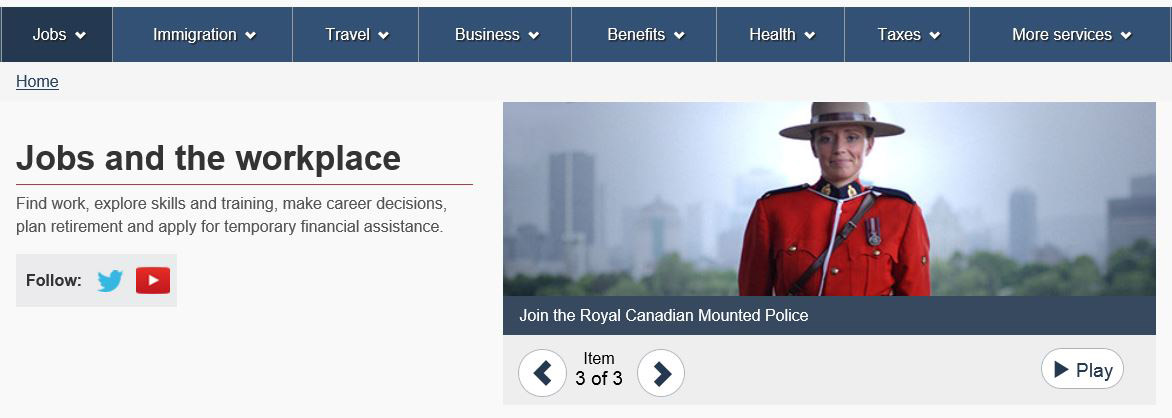 Jobs
Immigration
Travel
Business
Benefits
Health
Taxes
More services
Home
Jobs and the workplace
Find work, explore skills and training, make career decisions,
plan retirement and apply for temporary financial assistance.
Follow:
Join the Royal Canadian Mounted Police
Item
3 of 3
Play